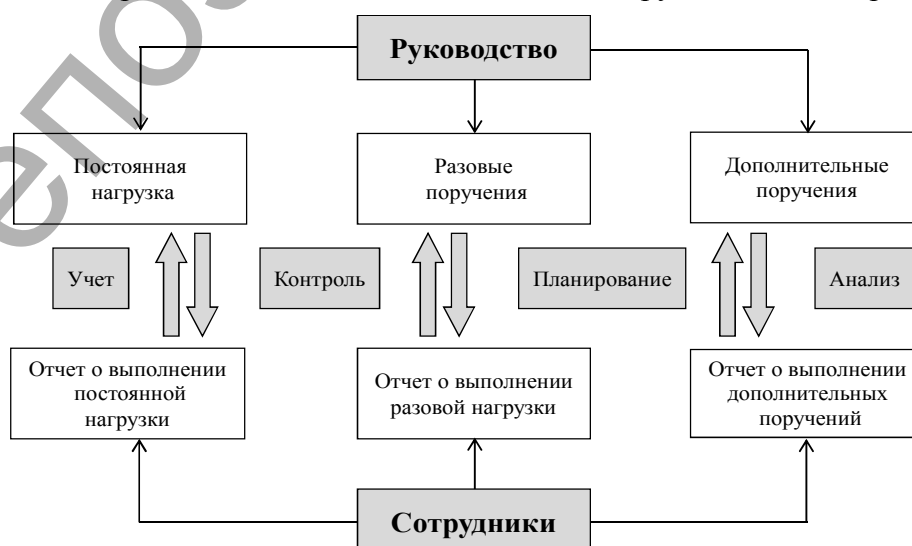 Руководство
Постоянная
нагрузка
Разовые
поручения
Дополнительные
поручения
Учет
Контроль
Планирование
Анализ
Отчет о выполнении
постоянной
нагрузки
Отчет о выполнении
разовой нагрузки
Отчет о выполнении
дополнительных
поручений
Сотрудники